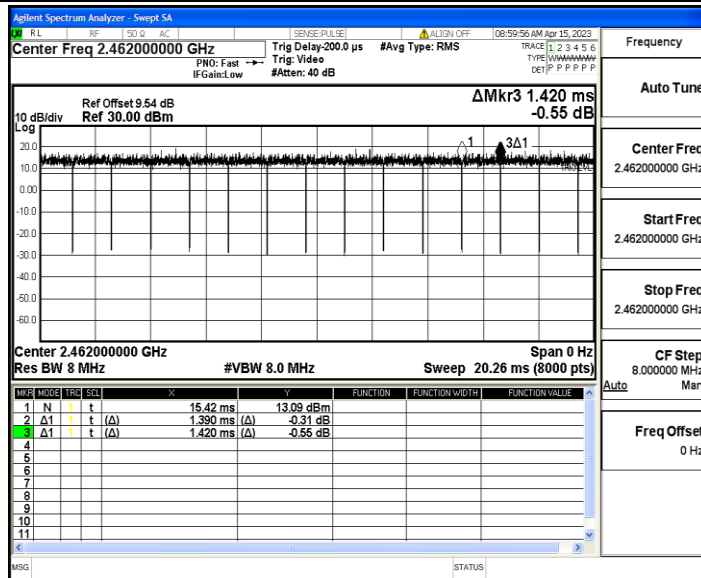 Agilent Spectrum Analyzer - Swept SA
RL RF 50 Ω AC SENSE:PULSE ALIGN OFF 08:59:56 AM Apr 15, 2023
Center Freq 2.462000000 GHz
PNO: Fast
IFGain:Low
Trig Delay-200.0 µs
Trig: Video
#Atten: 40 dB
#Avg Type: RMS
TRACE 1 2 3 4 5 6
TYPE WWWWWW
DET P P P P P P
Ref Offset 9.54 dB
Ref 30.00 dBm
10 dB/div
Log
ΔMkr3 1.420 ms
-0.55 dB
1
3Δ1
20.0
10.0
0.00
-10.0
-20.0
-30.0
-40.0
-50.0
-60.0
Center 2.462000000 GHz Span 0 Hz
Res BW 8 MHz #VBW 8.0 MHz Sweep 20.26 ms (8000 pts)
MKR MODE TRC SCL X Y FUNCTION FUNCTION WIDTH FUNCTION VALUE
1 N 1 t 15.42 ms 13.09 dBm
2 Δ1 1 t (Δ) 1.390 ms (Δ) -0.31 dB
3 Δ1 1 t (Δ) 1.420 ms (Δ) -0.55 dB
4
5
6
7
8
9
10
11
MSG STATUS
Frequency
Auto Tune
Center Freq
2.462000000 GHz
Start Freq
2.462000000 GHz
Stop Freq
2.462000000 GHz
CF Step
8.000000 MHz
Auto Man
Freq Offset
0 Hz